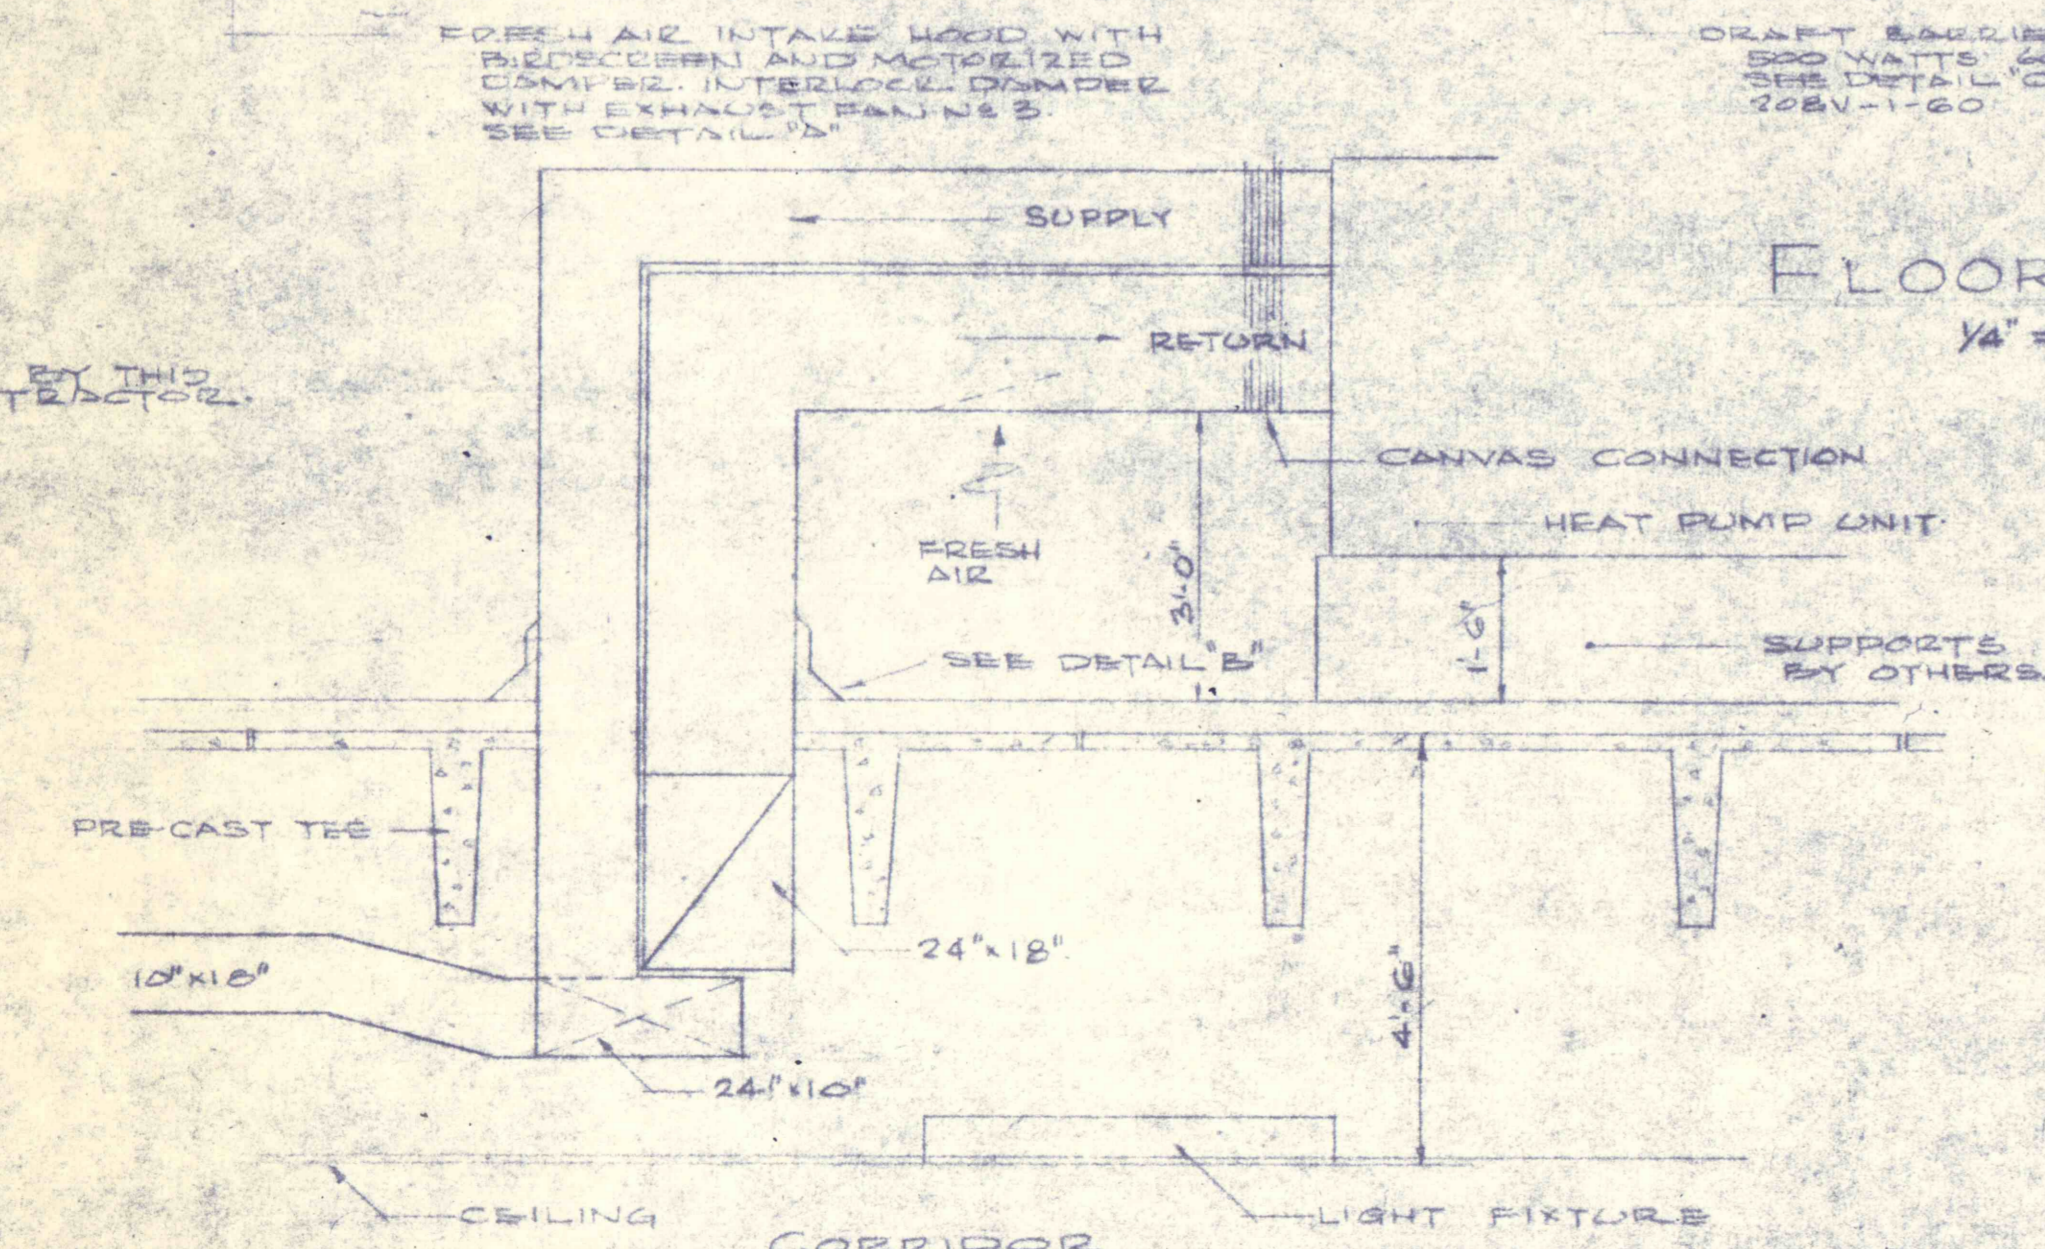 FRESH AIR INTAKE HOOD WITH
BIRDSCREEN AND MOTORIZED
DAMPER. INTERLOCK DAMPER
WITH EXHAUST FAN Nº 3.
SEE DETAIL "A"
DRAFT BARRIE
500 WATTS
SEE DETAIL "C
208V-1-60
SUPPLY
FLOOR
1/4" =
RETURN
BY THIS
TRACTOR.
CANVAS CONNECTION
HEAT PUMP UNIT
FRESH
AIR
3'-0"
1'-6"
SEE DETAIL "B"
SUPPORTS
BY OTHERS.
PRE-CAST TEE
24"x18"
10"x18"
4'-6"
24"x10"
CEILING
LIGHT FIXTURE
CORRIDOR